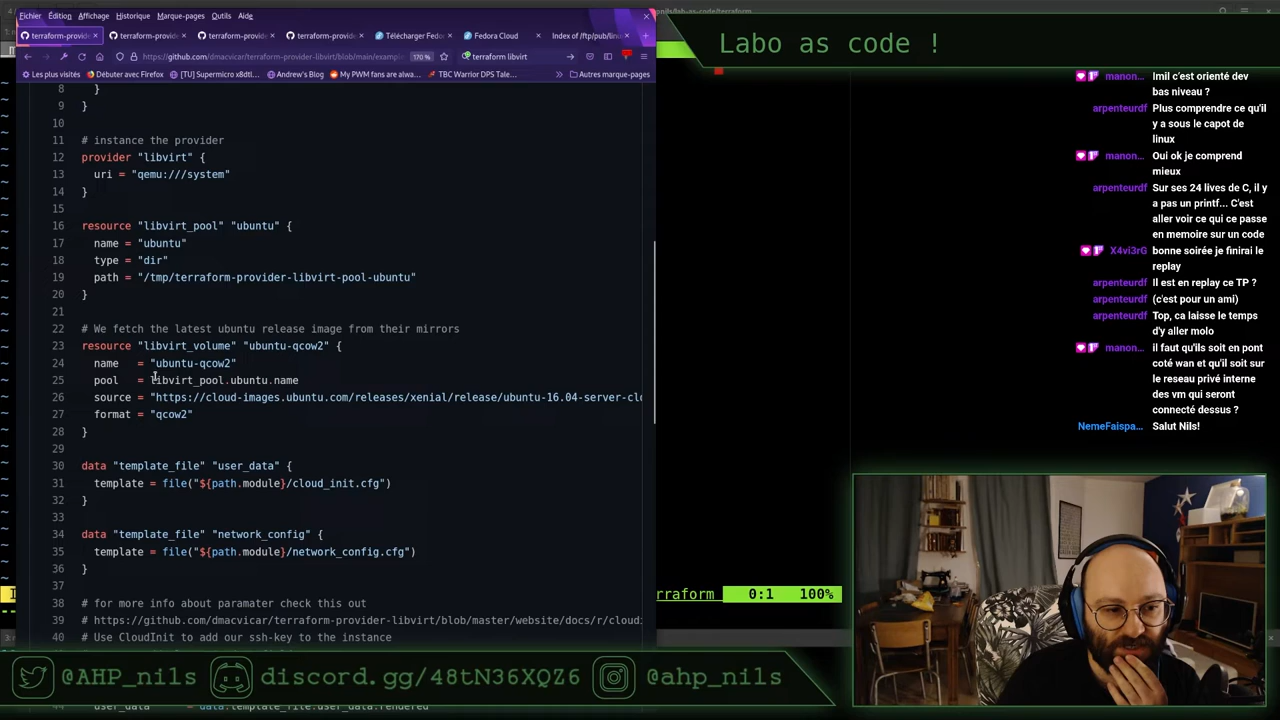 Fichier Édition Affichage Historique Marque-pages Outils Aide
terraform-provide
terraform-provide
terraform-provide
terraform-provide
Télécharger Fedor
Fedora Cloud
Index of /ftp/pub/linux
https://github.com/dmacvicar/terraform-provider-libvirt/blob/main/example
170 %
terraform libvirt
Les plus visités
Débuter avec Firefox
[TU] Supermicro x8dtl…
Andrew's Blog
My PWM fans are alwa…
TBC Warrior DPS Tale…
Autres marque-pages
8 }
9 }
10
11 # instance the provider
12 provider "libvirt" {
13 uri = "qemu:///system"
14 }
15
16 resource "libvirt_pool" "ubuntu" {
17 name = "ubuntu"
18 type = "dir"
19 path = "/tmp/terraform-provider-libvirt-pool-ubuntu"
20 }
21
22 # We fetch the latest ubuntu release image from their mirrors
23 resource "libvirt_volume" "ubuntu-qcow2" {
24 name = "ubuntu-qcow2"
25 pool = libvirt_pool.ubuntu.name
26 source = "https://cloud-images.ubuntu.com/releases/xenial/release/ubuntu-16.04-server-clo
27 format = "qcow2"
28 }
29
30 data "template_file" "user_data" {
31 template = file("${path.module}/cloud_init.cfg")
32 }
33
34 data "template_file" "network_config" {
35 template = file("${path.module}/network_config.cfg")
36 }
37
38 # for more info about paramater check this out
39 # https://github.com/dmacvicar/terraform-provider-libvirt/blob/master/website/docs/r/cloudi
40 # Use CloudInit to add our ssh-key to the instance
user_data = data.template_file.user_data.rendered
nils/lab-as-code/terraform
erraform 0:1 100%
Labo as code !
manon… Imil c'est orienté dev
bas niveau ?
arpenteurdf Plus comprendre ce qu'il
y a sous le capot de
linux
manon… Oui ok je comprend
mieux
arpenteurdf Sur ses 24 lives de C, il y
a pas un printf... C'est
aller voir ce qui ce passe
en memoire sur un code
X4vi3rG bonne soirée je finirai le
replay
arpenteurdf Il est en replay ce TP ?
arpenteurdf (c'est pour un ami)
arpenteurdf Top, ca laisse le temps
d'y aller molo
manon… il faut qu'ils soit en pont
coté wan et qu'il soit sur
le reseau privé interne
des vm qui seront
connecté dessus ?
NemeFaispa… Salut Nils!
@AHP_nils
discord.gg/48tN36XQZ6
@ahp_nils